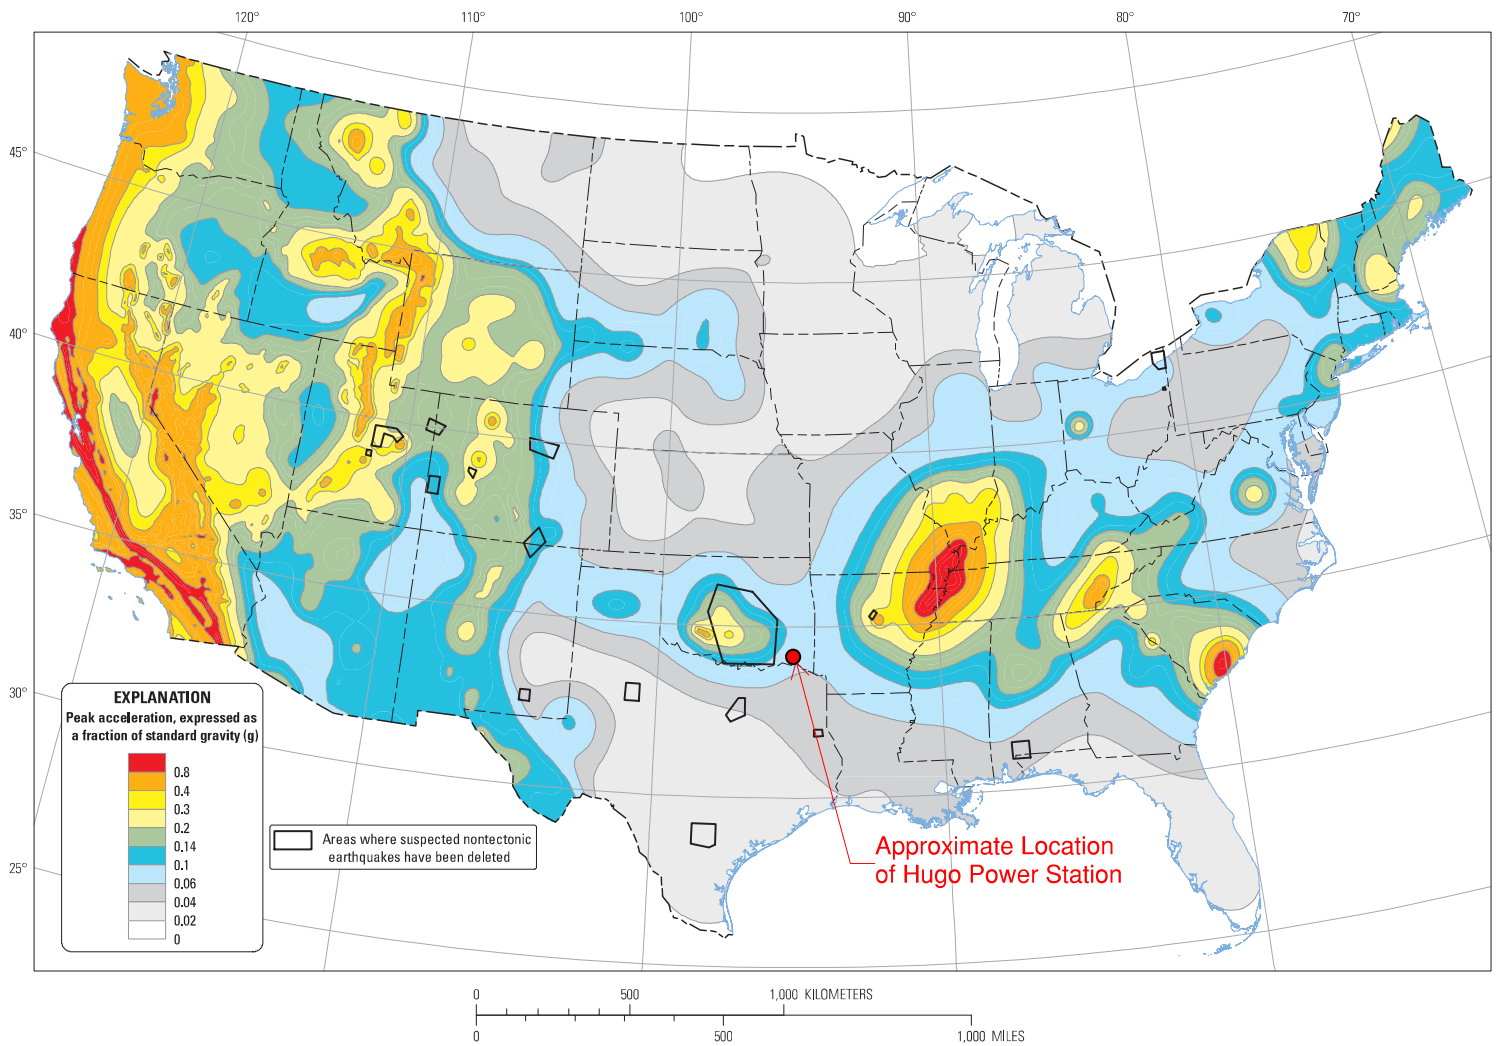 120°
110°
100°
90°
80°
70°
45°
40°
35°
30°
25°
EXPLANATION
Peak acceleration, expressed as
a fraction of standard gravity (g)
0.8
0.4
0.3
0.2
0.14
0.1
0.06
0.04
0.02
0
Areas where suspected nontectonic
earthquakes have been deleted
Approximate Location
of Hugo Power Station
0 500 1,000 KILOMETERS
0 500 1,000 MILES